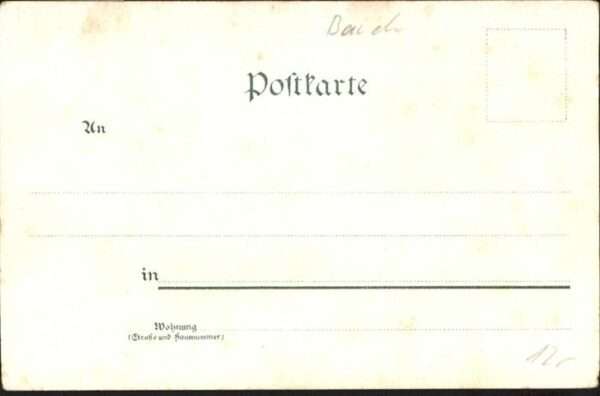 Postkarte
An
in
Wohnung
(Straße und Hausnummer)